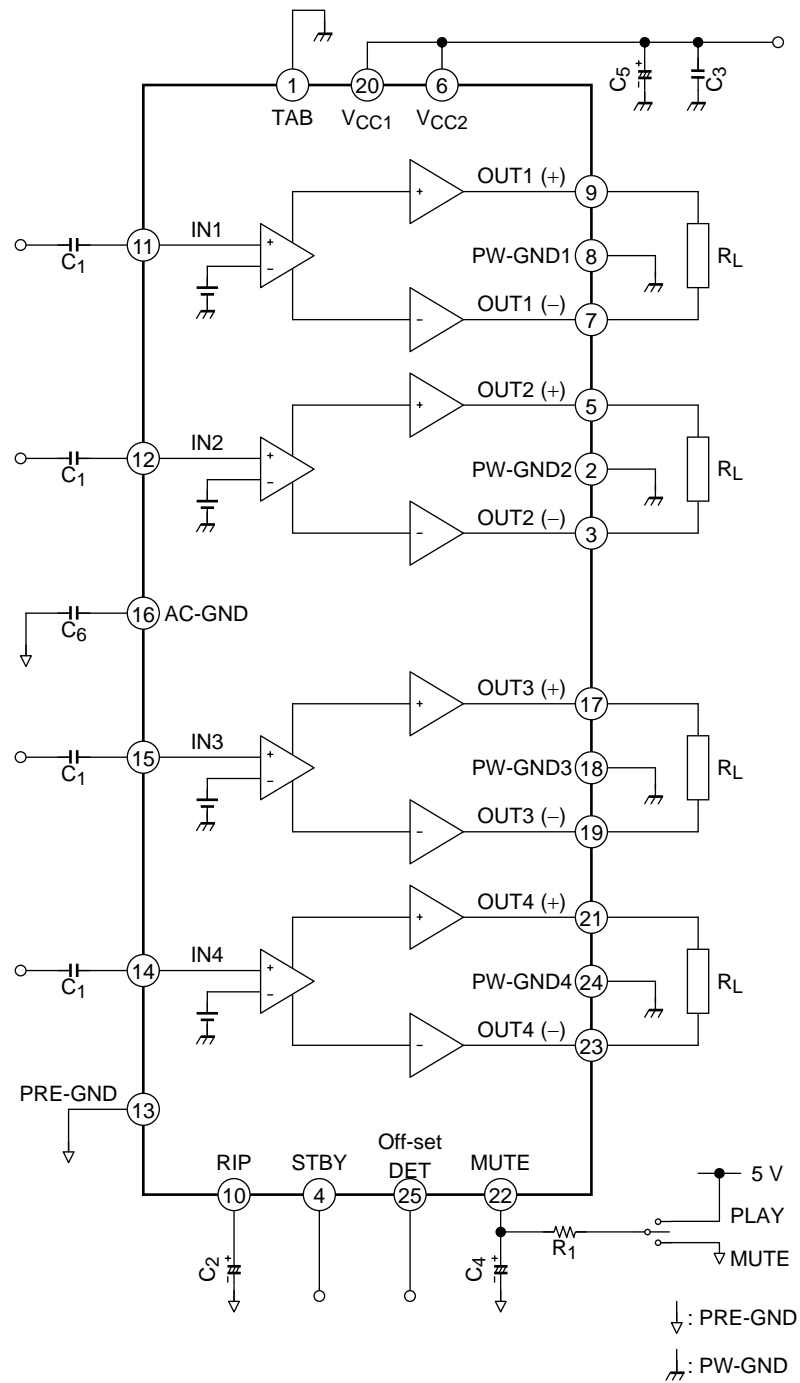 1 20 6
TAB VCC1 VCC2
C5 + - C3
OUT1 (+) 9
11 IN1 + - + PW-GND1 8 RL
C1
OUT1 (−) 7 −
OUT2 (+) 5
12 IN2 + - + PW-GND2 2 RL
C1
OUT2 (−) 3 −
16 AC-GND
C6
OUT3 (+) 17
15 IN3 + - + PW-GND3 18 RL
C1
OUT3 (−) 19 −
OUT4 (+) 21
14 IN4 + - + PW-GND4 24 RL
C1
OUT4 (−) 23 −
PRE-GND
13
RIP STBY Off-set DET MUTE
10 4 25 22
5 V
PLAY
R1
MUTE
C2 + - C4 + -
: PRE-GND
: PW-GND